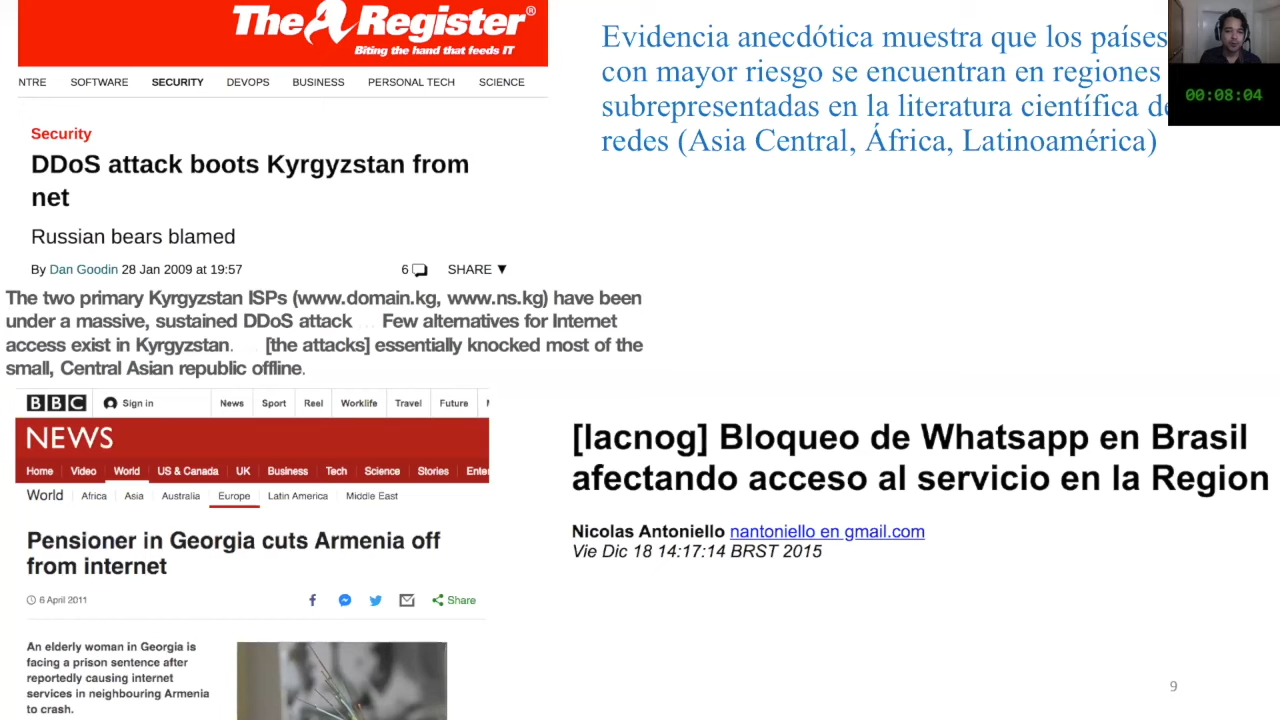 The Register®
Biting the hand that feeds IT
NTRE SOFTWARE SECURITY DEVOPS BUSINESS PERSONAL TECH SCIENCE
Security
DDoS attack boots Kyrgyzstan from
net
Russian bears blamed
By Dan Goodin 28 Jan 2009 at 19:57 6 SHARE ▼
The two primary Kyrgyzstan ISPs (www.domain.kg, www.ns.kg) have been
under a massive, sustained DDoS attack ... Few alternatives for Internet
access exist in Kyrgyzstan. [the attacks] essentially knocked most of the
small, Central Asian republic offline.
Evidencia anecdótica muestra que los países
con mayor riesgo se encuentran en regiones
subrepresentadas en la literatura científica de
redes (Asia Central, África, Latinoamérica)
00:08:04
BBC Sign in News Sport Reel Worklife Travel Future
NEWS
Home Video World US & Canada UK Business Tech Science Stories Enter
World Africa Asia Australia Europe Latin America Middle East
Pensioner in Georgia cuts Armenia off
from internet
6 April 2011 Share
An elderly woman in Georgia is
facing a prison sentence after
reportedly causing internet
services in neighbouring Armenia
to crash.
[lacnog] Bloqueo de Whatsapp en Brasil
afectando acceso al servicio en la Region
Nicolas Antoniello nantoniello en gmail.com
Vie Dic 18 14:17:14 BRST 2015
9